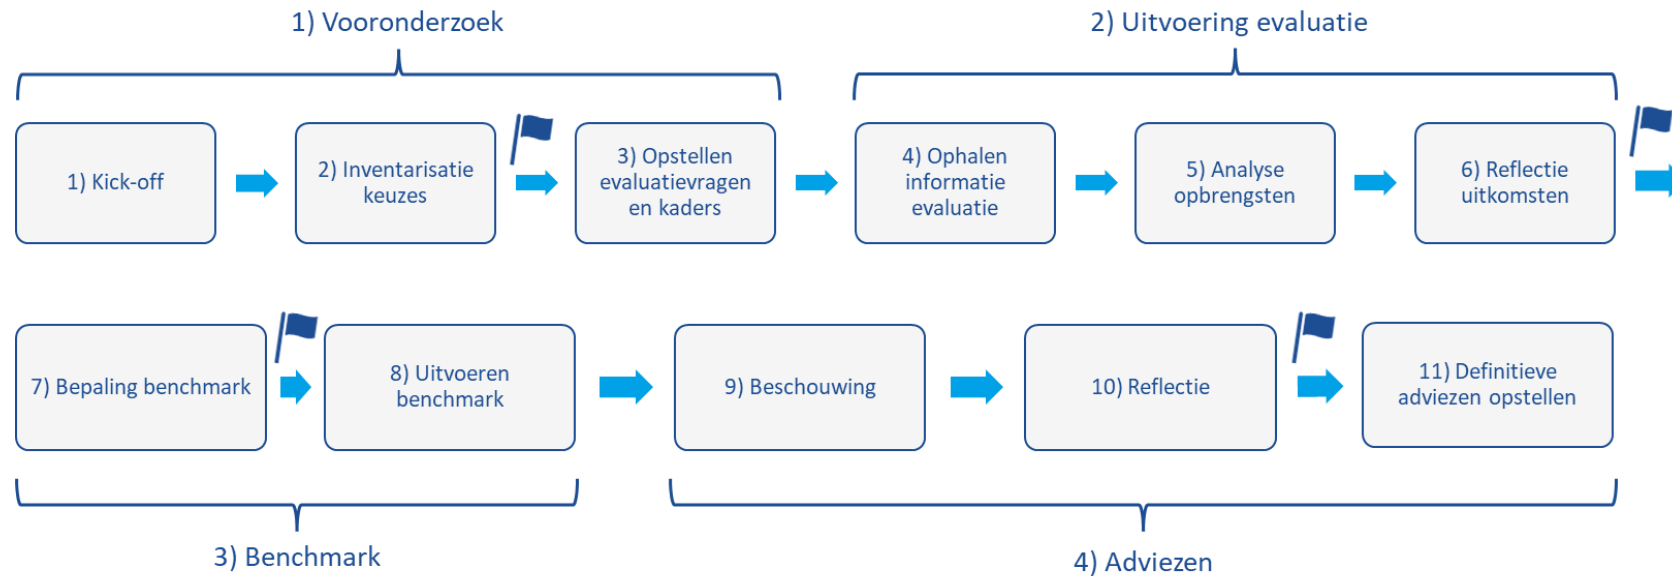 1) Vooronderzoek
2) Uitvoering evaluatie
1) Kick-off
2) Inventarisatie
keuzes
3) Opstellen
evaluatievragen
en kaders
4) Ophalen
informatie
evaluatie
5) Analyse
opbrengsten
6) Reflectie
uitkomsten
7) Bepaling benchmark
8) Uitvoeren
benchmark
9) Beschouwing
10) Reflectie
11) Definitieve
adviezen opstellen
3) Benchmark
4) Adviezen